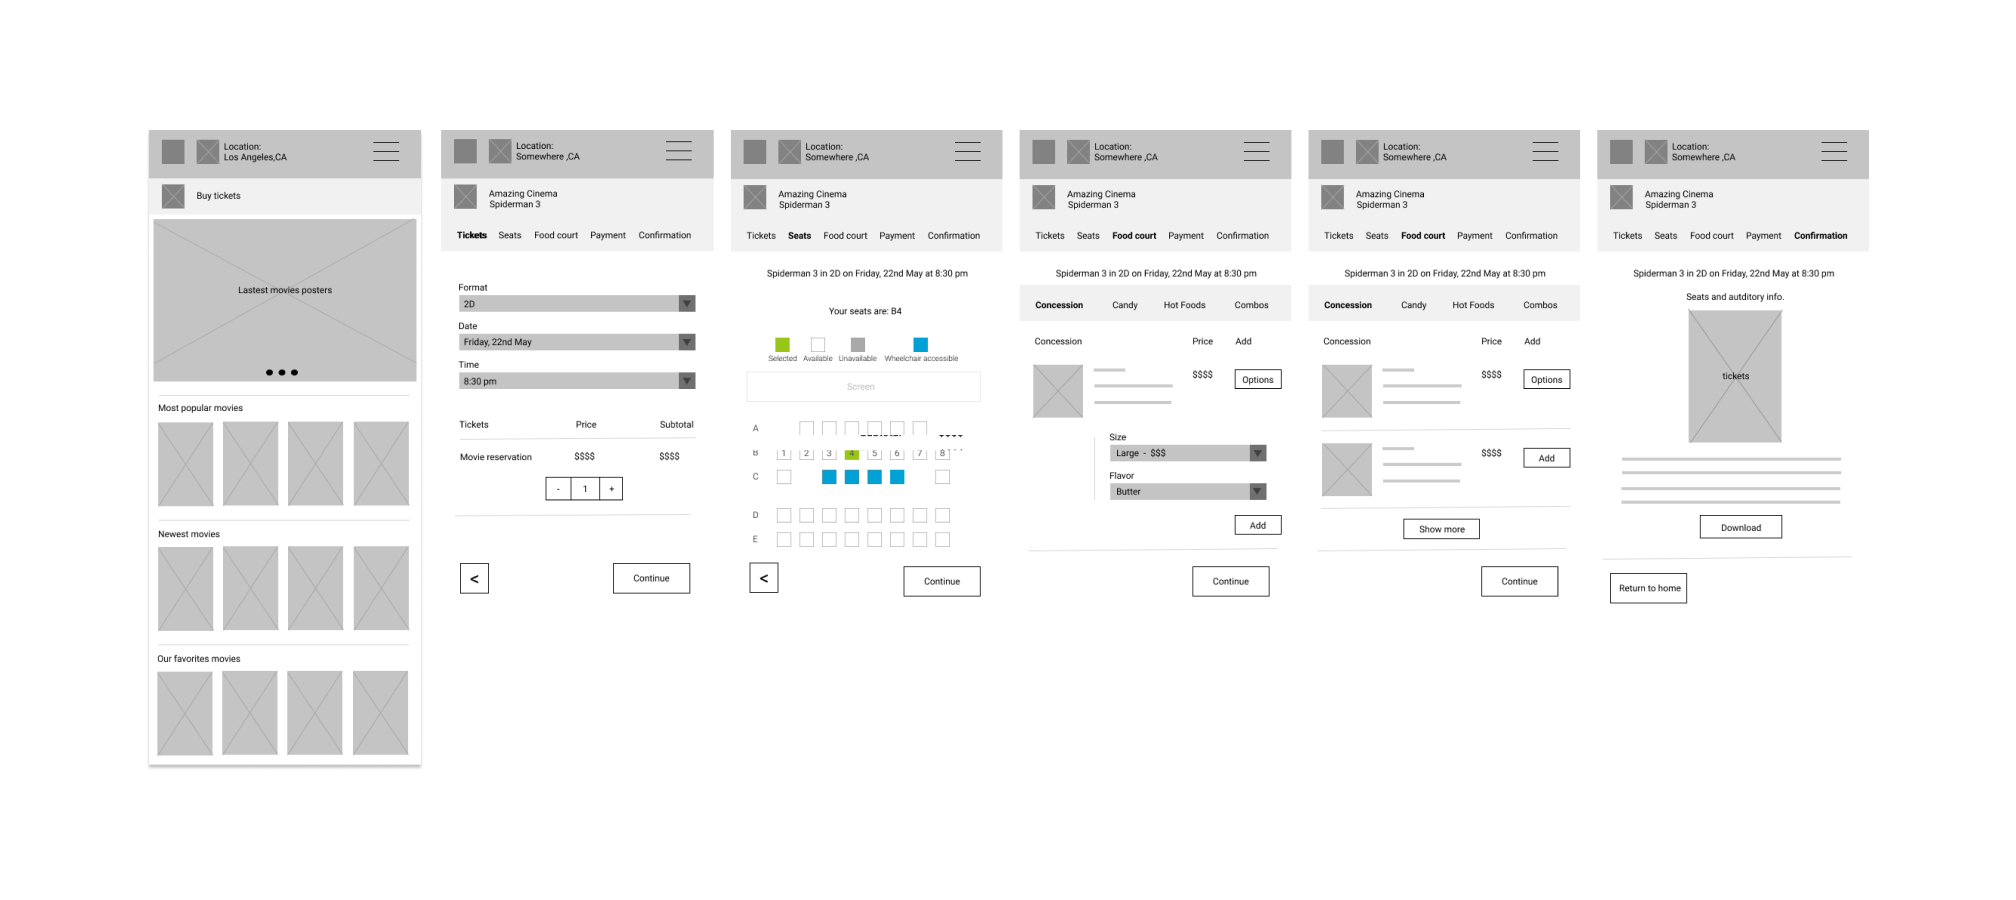 Location:
Los Angeles,CA
Buy tickets
Lastest movies posters
Most popular movies
Newest movies
Our favorites movies
Location:
Somewhere ,CA
Amazing Cinema
Spiderman 3
Tickets Seats Food court Payment Confirmation
Format
2D
Date
Friday, 22nd May
Time
8:30 pm
Tickets Price Subtotal
Movie reservation $$$$ $$$$
- 1 +
< Continue
Location:
Somewhere ,CA
Amazing Cinema
Spiderman 3
Tickets Seats Food court Payment Confirmation
Spiderman 3 in 2D on Friday, 22nd May at 8:30 pm
Your seats are: B4
Selected Available Unavailable Wheelchair accessible
Screen
A
B 1 2 3 4 5 6 7 8
C
D
E
< Continue
Location:
Somewhere ,CA
Amazing Cinema
Spiderman 3
Tickets Seats Food court Payment Confirmation
Spiderman 3 in 2D on Friday, 22nd May at 8:30 pm
Concession Candy Hot Foods Combos
Concession Price Add
$$$$ Options
Size
Large - $$$
Flavor
Butter
Add
Continue
Location:
Somewhere ,CA
Amazing Cinema
Spiderman 3
Tickets Seats Food court Payment Confirmation
Spiderman 3 in 2D on Friday, 22nd May at 8:30 pm
Concession Candy Hot Foods Combos
Concession Price Add
$$$$ Options
$$$$ Add
Show more
Continue
Location:
Somewhere ,CA
Amazing Cinema
Spiderman 3
Tickets Seats Food court Payment Confirmation
Spiderman 3 in 2D on Friday, 22nd May at 8:30 pm
Seats and autditory info.
tickets
Download
Return to home